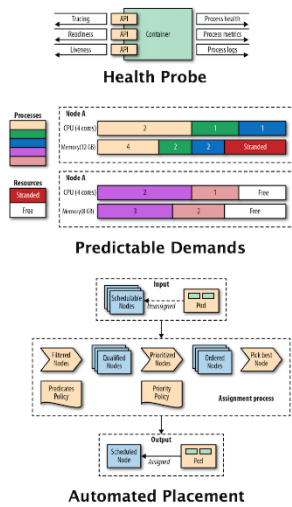 Tracing
API
Container
Process health
Readiness
API
Process metrics
Liveness
API
Process logs
Health Probe
Processes
Node A
CPU (4 cores)
2
1
1
Memory(12 GB)
4
2
2
Stranded
Resources
Stranded
Free
Node A
CPU (4 cores)
2
1
Free
Memory(8 GB)
3
2
Free
Predictable Demands
Input
Schedulable
Nodes
Unassigned
Pod
Filtered
Nodes
Qualified
Nodes
Prioritized
Nodes
Ordered
Nodes
Pick best
Node
Predicates
Policy
Priority
Policy
Assignment process
Output
Scheduled
Node
Assigned
Pod
Automated Placement